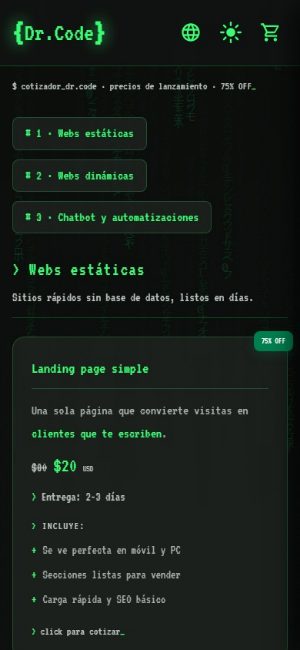 {Dr.Code}
$ cotizador_dr.code · precios de lanzamiento · 75% OFF_
# 1 · Webs estáticas
# 2 · Webs dinámicas
# 3 · Chatbot y automatizaciones
❯ Webs estáticas
Sitios rápidos sin base de datos, listos en días.
75% OFF
Landing page simple
Una sola página que convierte visitas en
clientes que te escriben.
$80 $20 USD
❯ Entrega: 2-3 días
❯ INCLUYE:
+ Se ve perfecta en móvil y PC
+ Secciones listas para vender
+ Carga rápida y SEO básico
❯ click para cotizar_